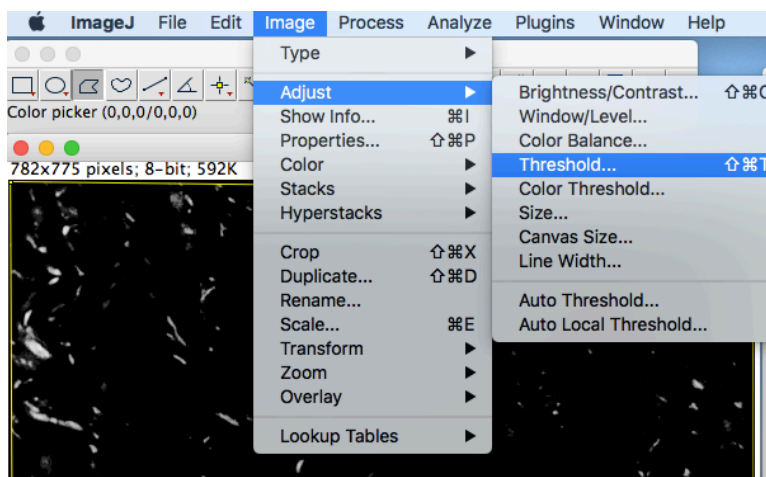 ImageJ File Edit Image Process Analyze Plugins Window Help
Type
Adjust
Show Info... ⌘I
Properties... ⇧⌘P
Color
Stacks
Hyperstacks
Crop ⇧⌘X
Duplicate... ⇧⌘D
Rename...
Scale... ⌘E
Transform
Zoom
Overlay
Lookup Tables
Brightness/Contrast... ⇧⌘C
Window/Level...
Color Balance...
Threshold... ⇧⌘T
Color Threshold...
Size...
Canvas Size...
Line Width...
Auto Threshold...
Auto Local Threshold...
Color picker (0,0,0/0,0,0)
782x775 pixels; 8-bit; 592K